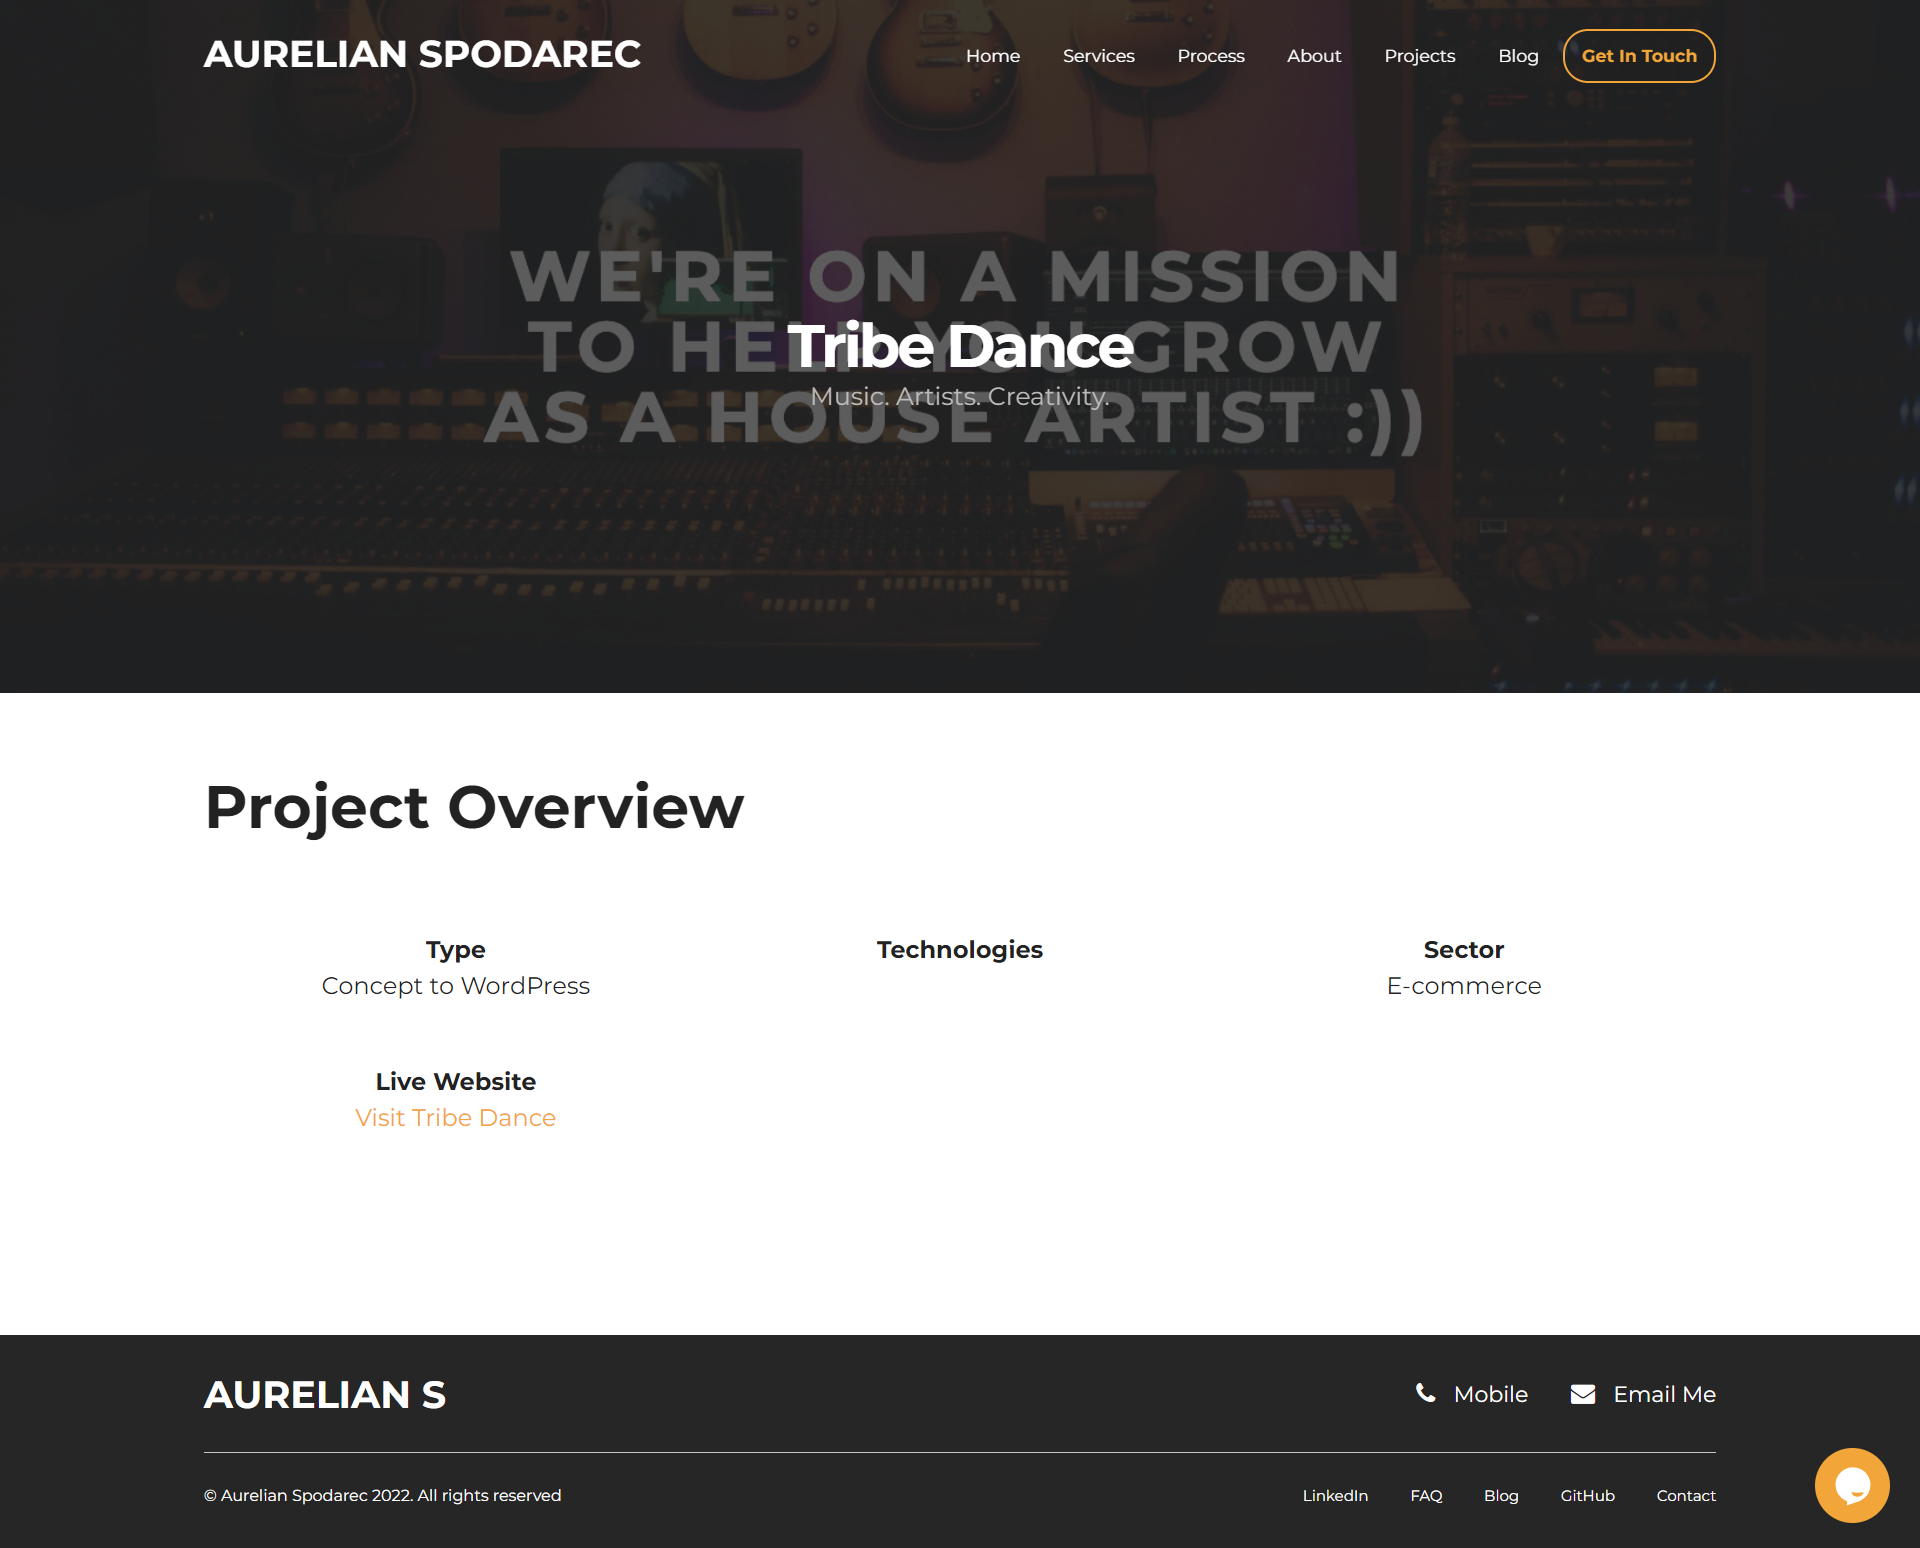 AURELIAN SPODAREC
Home Services Process About Projects Blog Get In Touch
WE'RE ON A MISSION
TO HELP YOU GROW
AS A HOUSE ARTIST :))
Tribe Dance
Music. Artists. Creativity.
Project Overview
Type
Concept to WordPress
Technologies
Sector
E-commerce
Live Website
Visit Tribe Dance
AURELIAN S
Mobile Email Me
© Aurelian Spodarec 2022. All rights reserved
LinkedIn FAQ Blog GitHub Contact